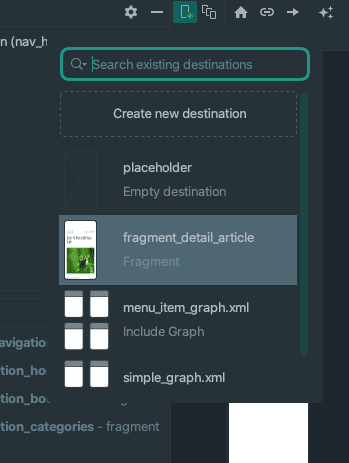 n (nav_h
Search existing destinations
Create new destination
placeholder
Empty destination
fragment_detail_article
Fragment
menu_item_graph.xml
Include Graph
simple_graph.xml
avigation
tion_ho
tion_bo
tion_categories - fragment